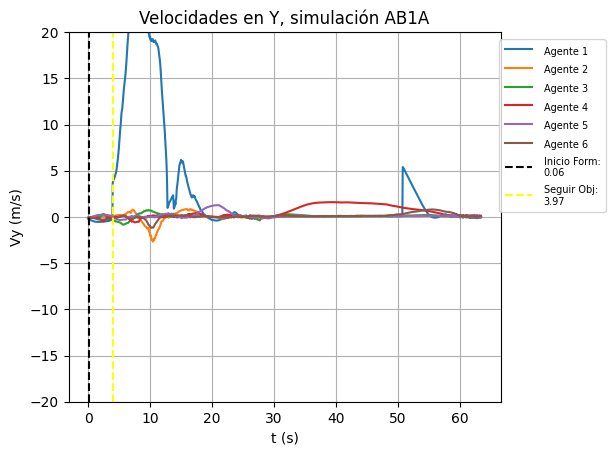 Velocidades en Y, simulación AB1A
20
15
10
5
0
−5
−10
−15
−20
Vy (m/s)
0 10 20 30 40 50 60
t (s)
Agente 1
Agente 2
Agente 3
Agente 4
Agente 5
Agente 6
Inicio Form:
0.06
Seguir Obj:
3.97